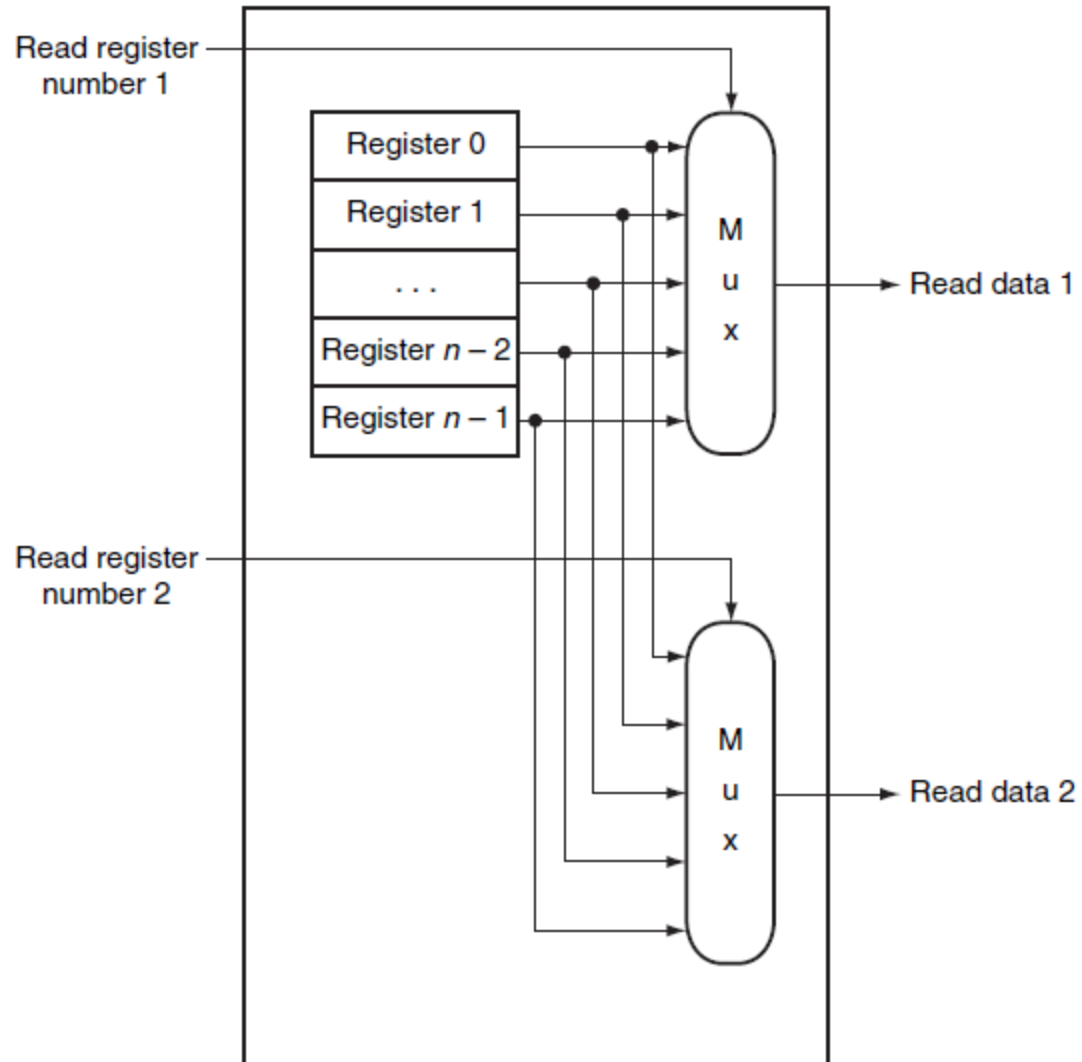 Read register
number 1
Register 0
Register 1
. . .
Register n – 2
Register n – 1
M
u
x
Read data 1
Read register
number 2
M
u
x
Read data 2